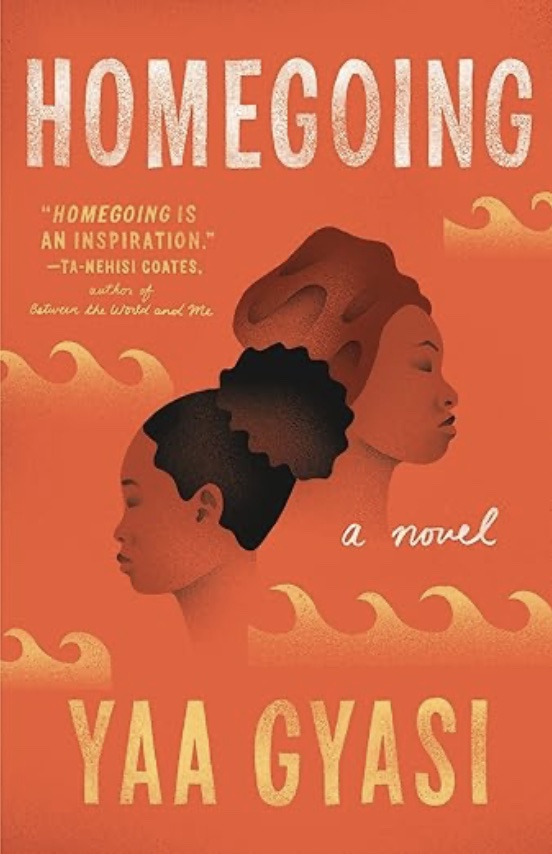 HOMEGOING
“HOMEGOING IS
AN INSPIRATION.”
—TA-NEHISI COATES,
author of
Between the World and Me
a novel
YAA GYASI